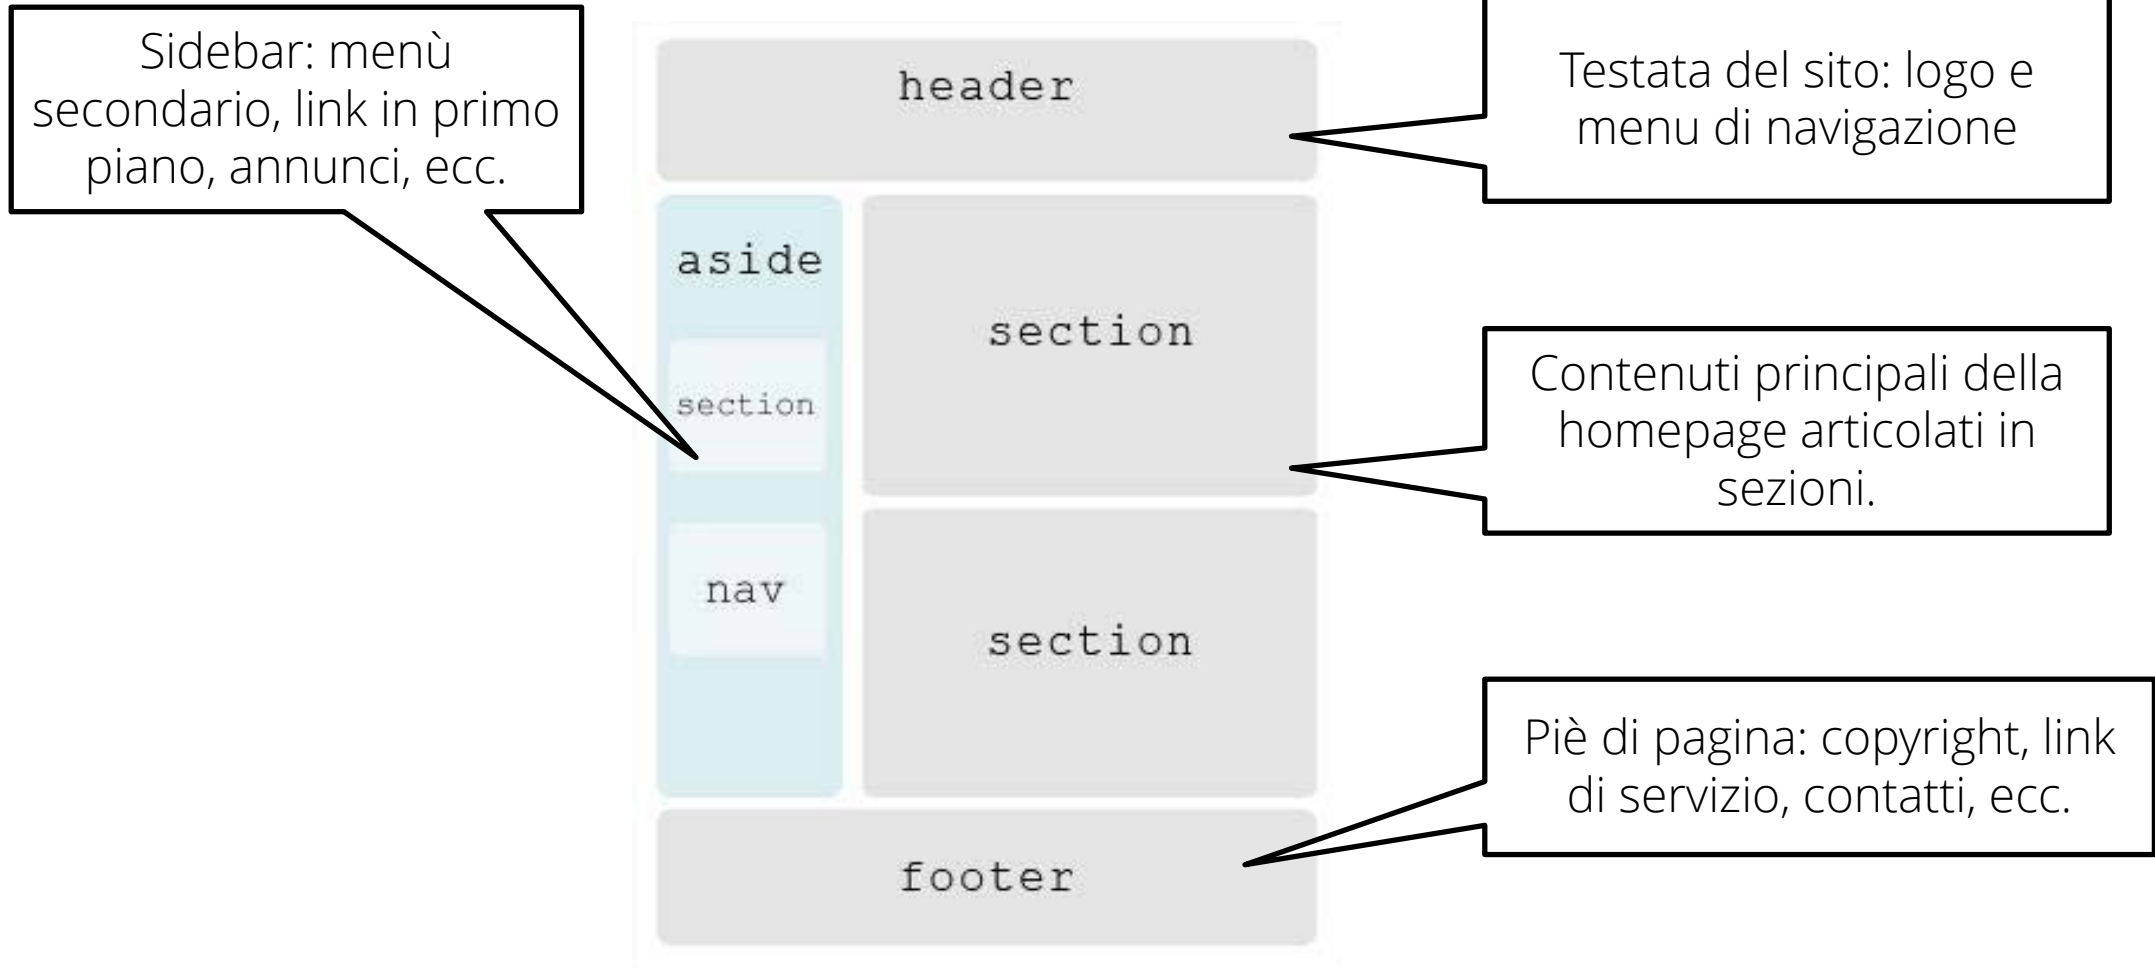 Sidebar: menù
secondario, link in primo
piano, annunci, ecc.
header
Testata del sito: logo e
menu di navigazione
aside
section
nav
section
section
Contenuti principali della
homepage articolati in
sezioni.
Piè di pagina: copyright, link
di servizio, contatti, ecc.
footer